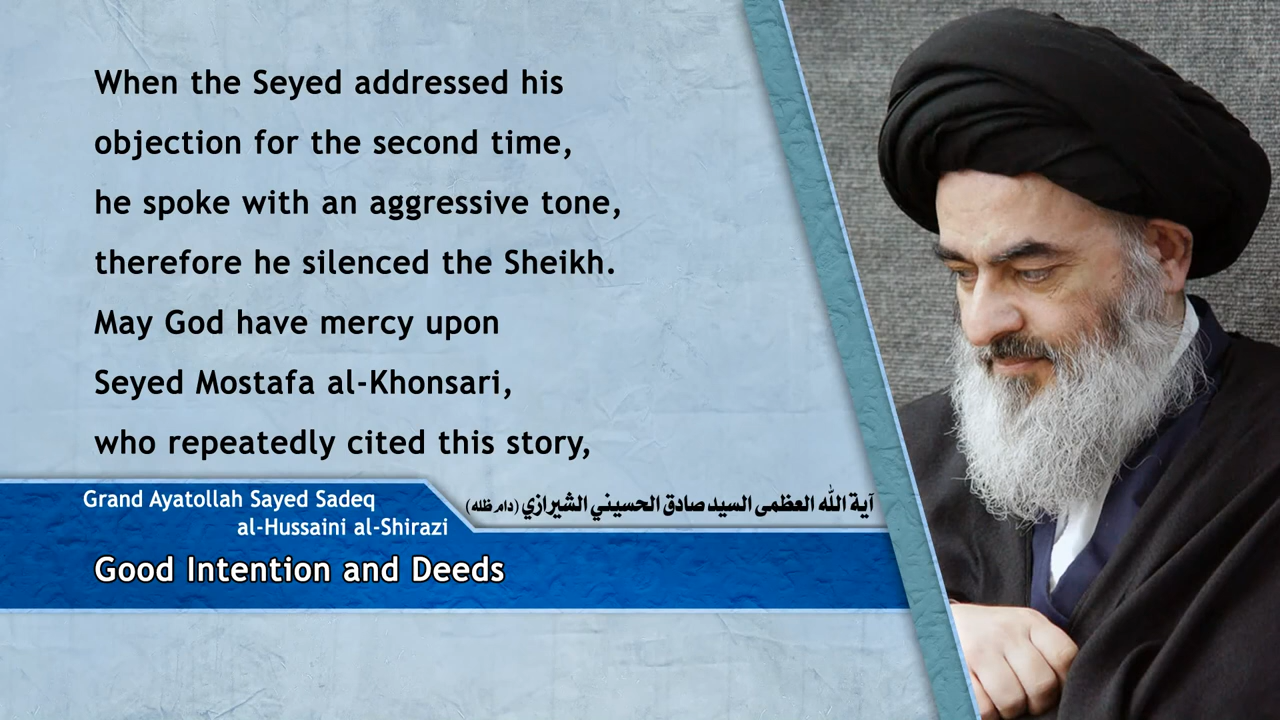 When the Seyed addressed his
objection for the second time,
he spoke with an aggressive tone,
therefore he silenced the Sheikh.
May God have mercy upon
Seyed Mostafa al-Khonsari,
who repeatedly cited this story,
Grand Ayatollah Sayed Sadeq
al-Hussaini al-Shirazi
آية الله العظمى السيد صادق الحسيني الشيرازي (دام ظله)
Good Intention and Deeds